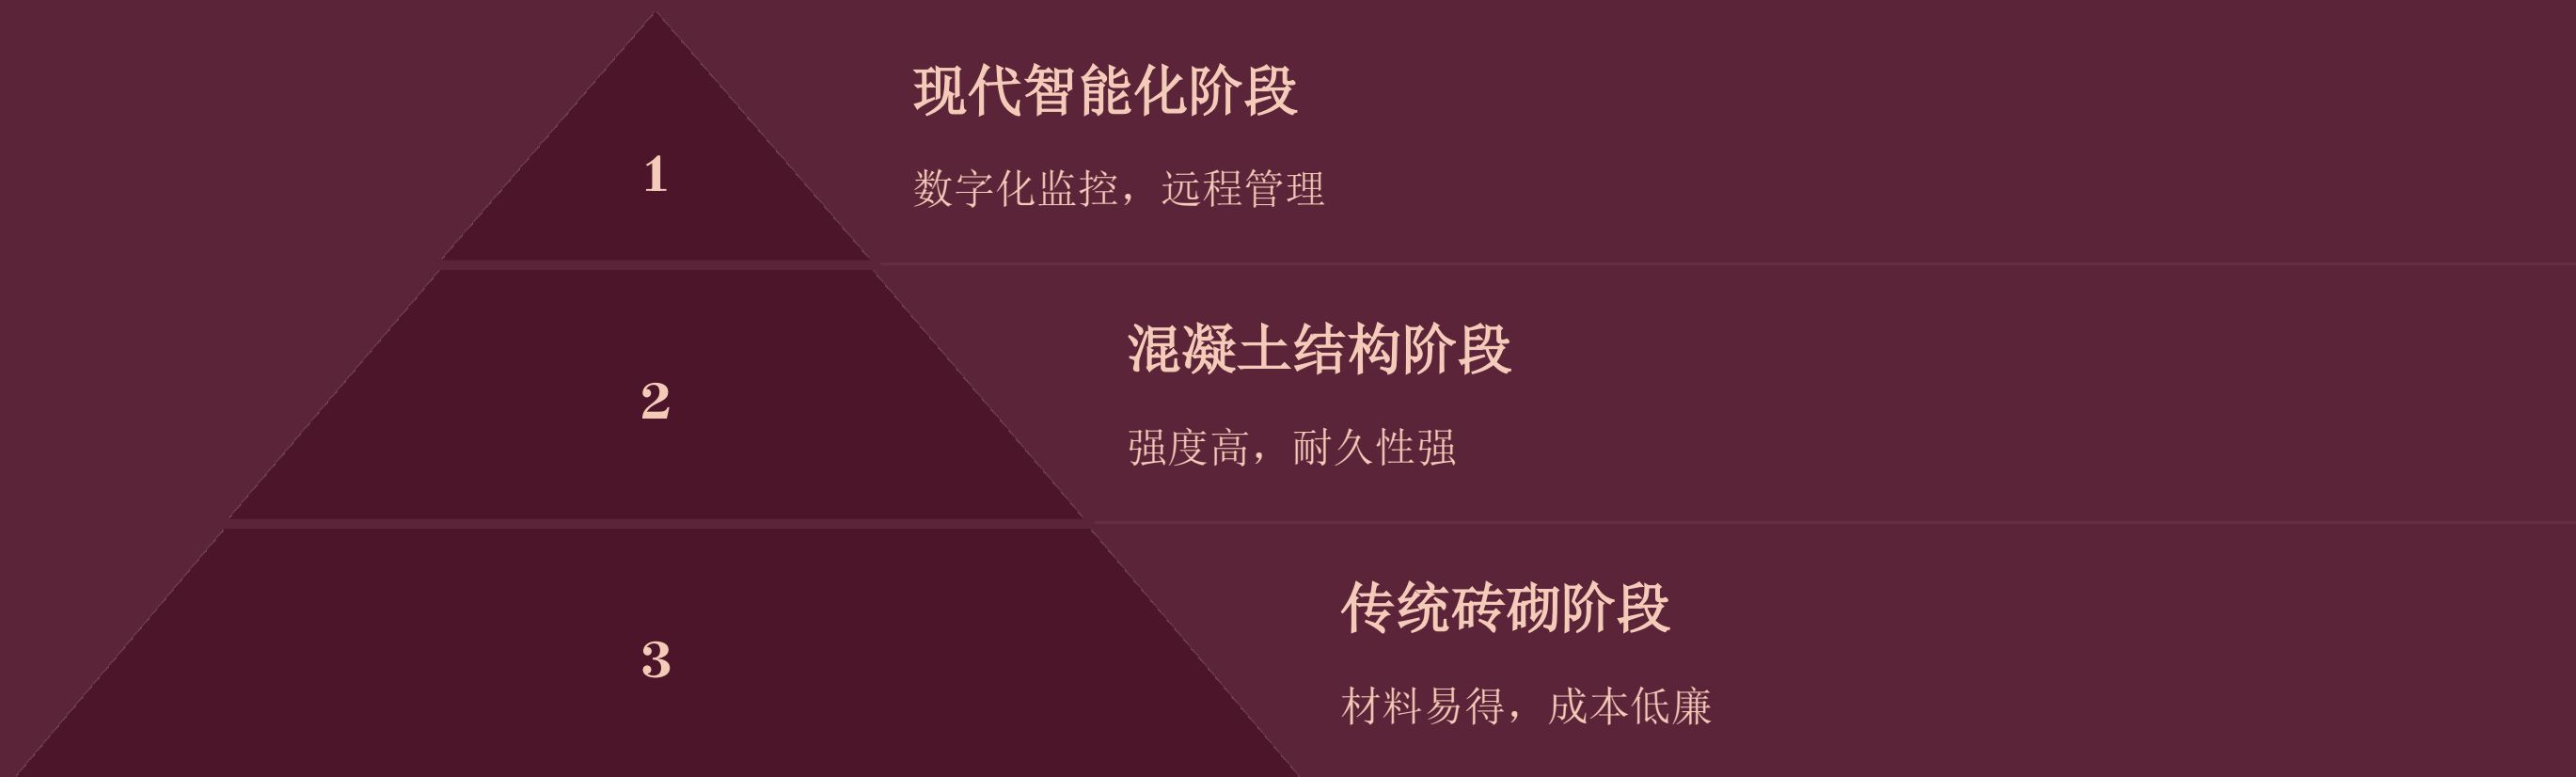 现代智能化阶段
1
数字化监控，远程管理
混凝土结构阶段
2
强度高，耐久性强
传统砖砌阶段
3
材料易得，成本低廉